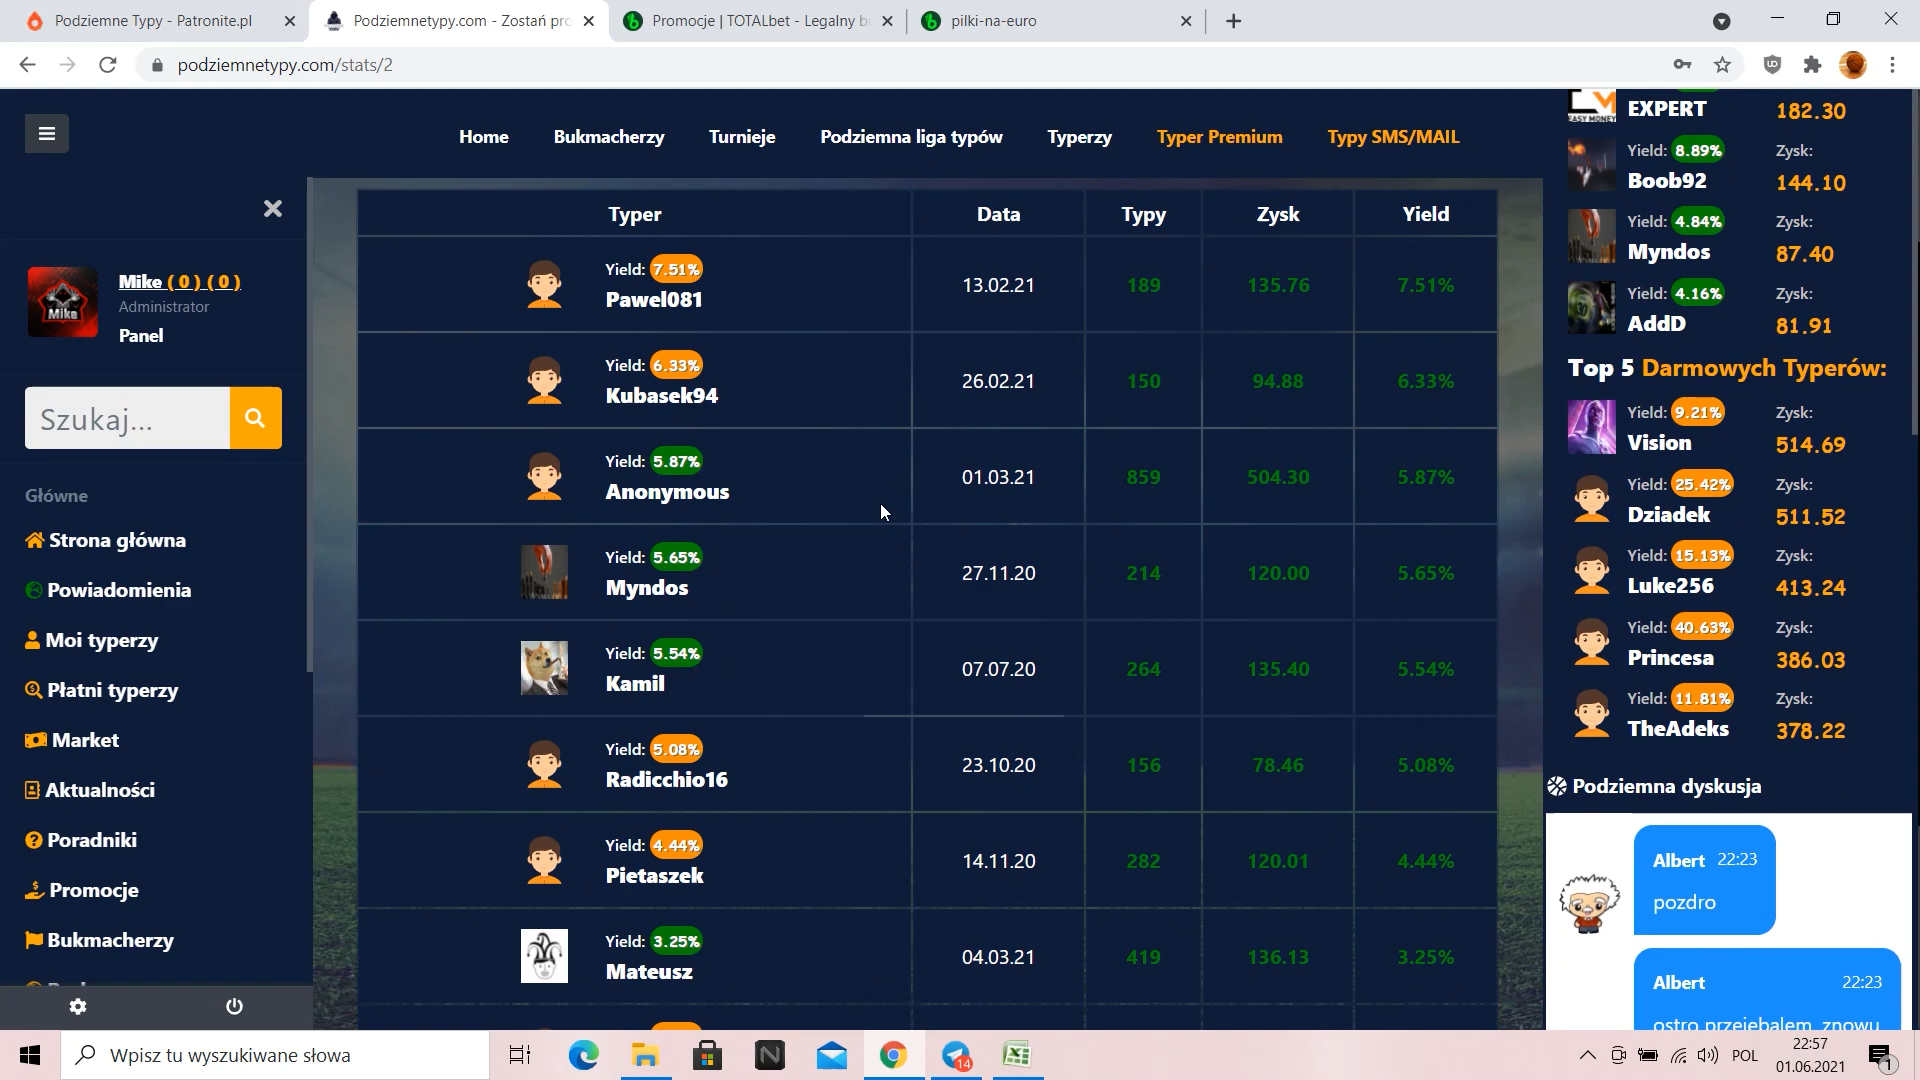 Podziemne Typy - Patronite.pl
Podziemnetypy.com - Zostań pro
Promocje | TOTALbet - Legalny bu
pilki-na-euro
podziemnetypy.com/stats/2
Home Bukmacherzy Turnieje Podziemna liga typów Typerzy Typer Premium Typy SMS/MAIL
Mike ( 0 ) ( 0 )
Administrator
Panel
Mike
Szukaj...
Główne
Strona główna
Powiadomienia
Moi typerzy
Płatni typerzy
Market
Aktualności
Poradniki
Promocje
Bukmacherzy
Typer Data Typy Zysk Yield
Yield: 7.51%
Pawel081 13.02.21 189 135.76 7.51%
Yield: 6.33%
Kubasek94 26.02.21 150 94.88 6.33%
Yield: 5.87%
Anonymous 01.03.21 859 504.30 5.87%
Yield: 5.65%
Myndos 27.11.20 214 120.00 5.65%
Yield: 5.54%
Kamil 07.07.20 264 135.40 5.54%
Yield: 5.08%
Radicchio16 23.10.20 156 78.46 5.08%
Yield: 4.44%
Pietaszek 14.11.20 282 120.01 4.44%
Yield: 3.25%
Mateusz 04.03.21 419 136.13 3.25%
EASY MONEY
EXPERT 182.30
Yield: 8.89% Zysk:
Boob92 144.10
Yield: 4.84% Zysk:
Myndos 87.40
Yield: 4.16% Zysk:
AddD 81.91
Top 5 Darmowych Typerów:
Yield: 9.21% Zysk:
Vision 514.69
Yield: 25.42% Zysk:
Dziadek 511.52
Yield: 15.13% Zysk:
Luke256 413.24
Yield: 40.63% Zysk:
Princesa 386.03
Yield: 11.81% Zysk:
TheAdeks 378.22
Podziemna dyskusja
Albert 22:23
pozdro
Albert 22:23
ostro przejebalem, znowu
Wpisz tu wyszukiwane słowa
14
POL
22:57
01.06.2021
1